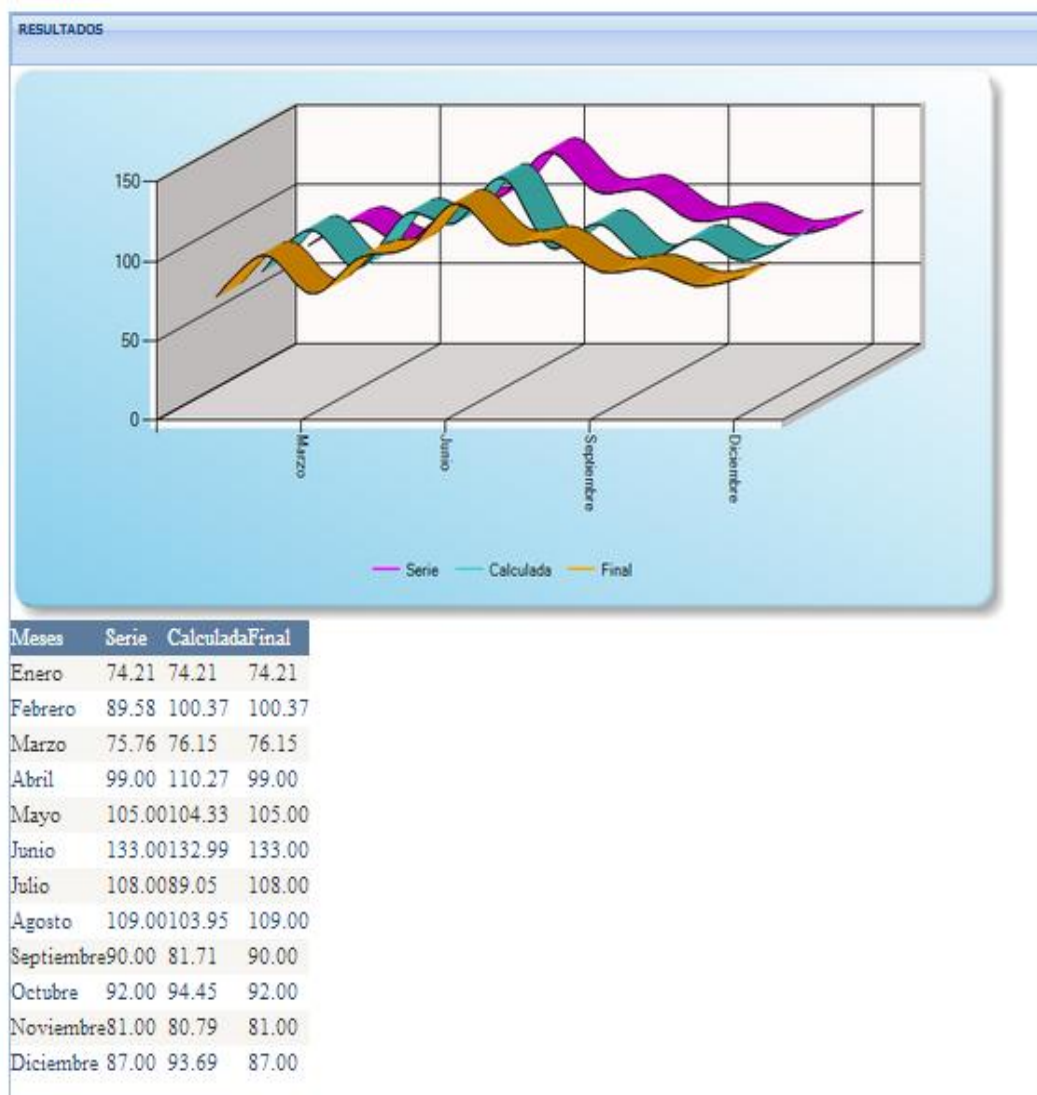 RESULTADOS
150
100
50
0
Marzo
Junio
Septiembre
Diciembre
Serie Calculada Final
Meses Serie Calculada Final
Enero 74.21 74.21 74.21
Febrero 89.58 100.37 100.37
Marzo 75.76 76.15 76.15
Abril 99.00 110.27 99.00
Mayo 105.00 104.33 105.00
Junio 133.00 132.99 133.00
Julio 108.00 89.05 108.00
Agosto 109.00 103.95 109.00
Septiembre 90.00 81.71 90.00
Octubre 92.00 94.45 92.00
Noviembre 81.00 80.79 81.00
Diciembre 87.00 93.69 87.00